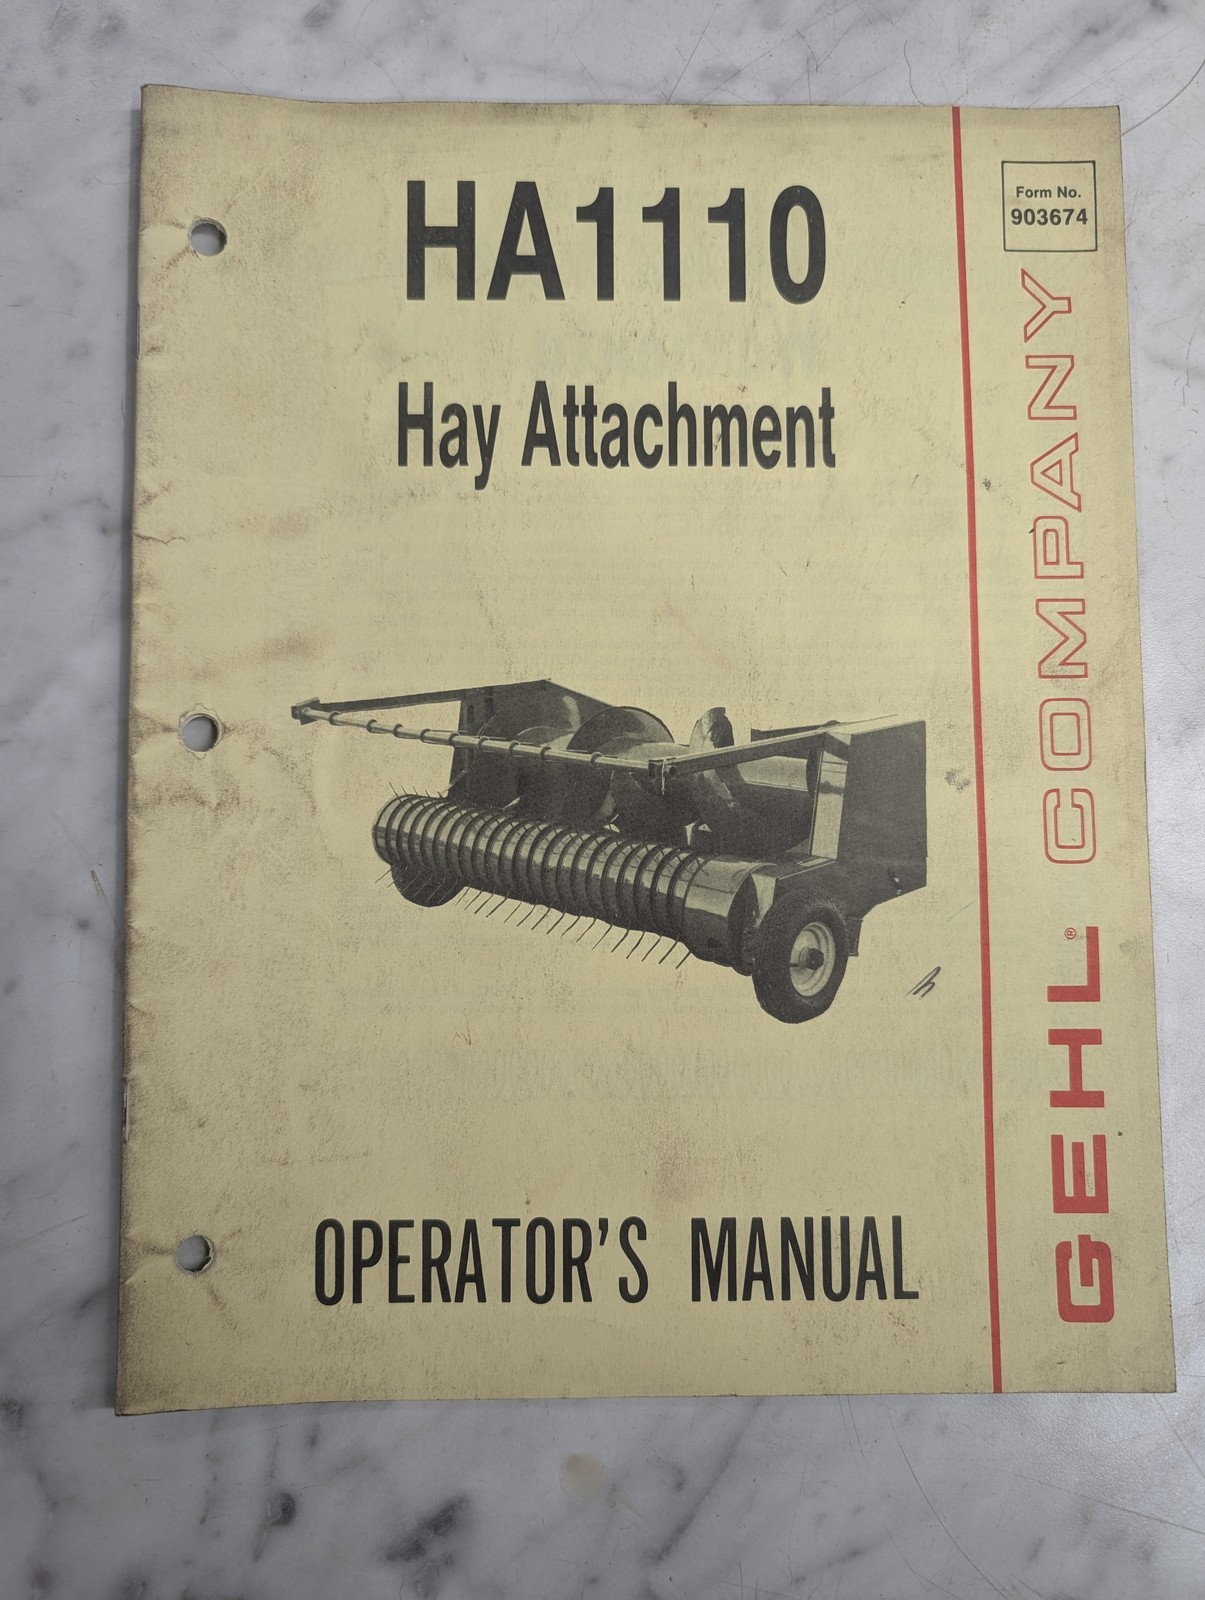 HA1110
Hay Attachment
OPERATOR'S MANUAL
Form No.
903674
GEHL® COMPANY